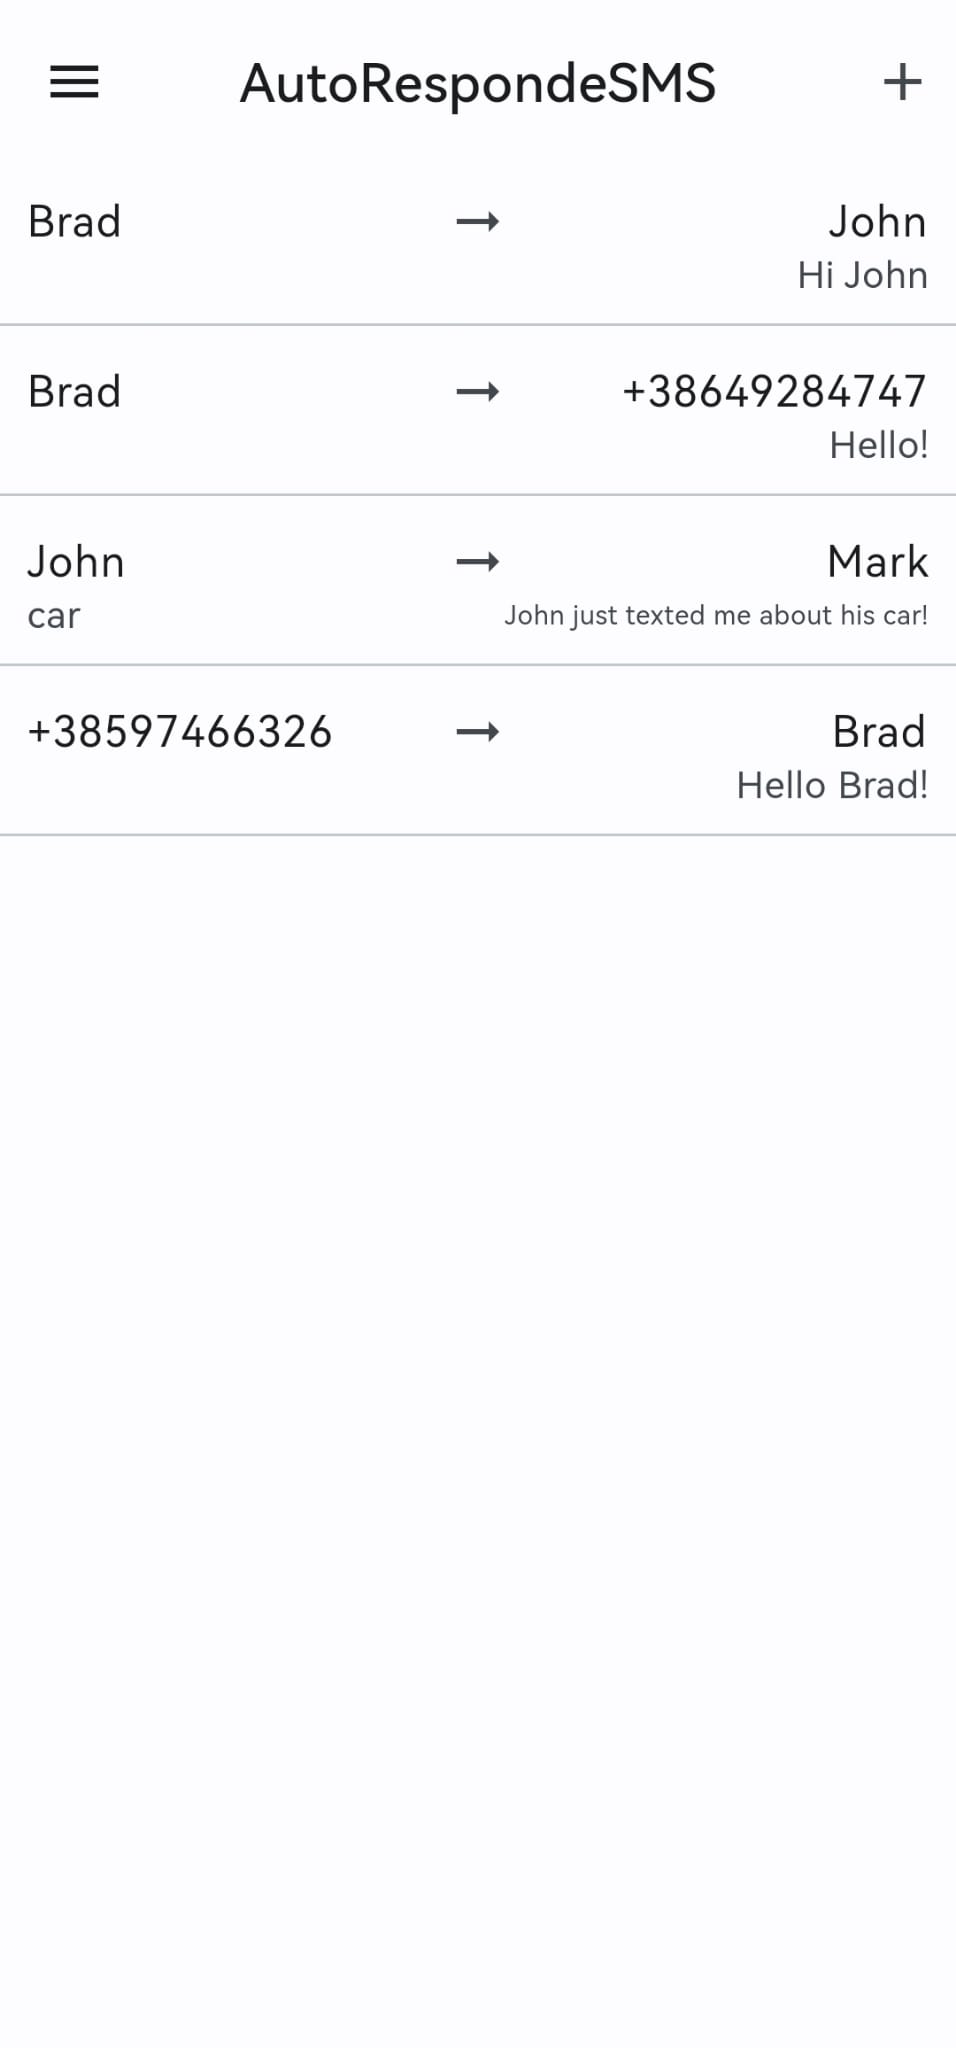 AutoRespondeSMS
Brad → John
Hi John
Brad → +38649284747
Hello!
John → Mark
car John just texted me about his car!
+38597466326 → Brad
Hello Brad!